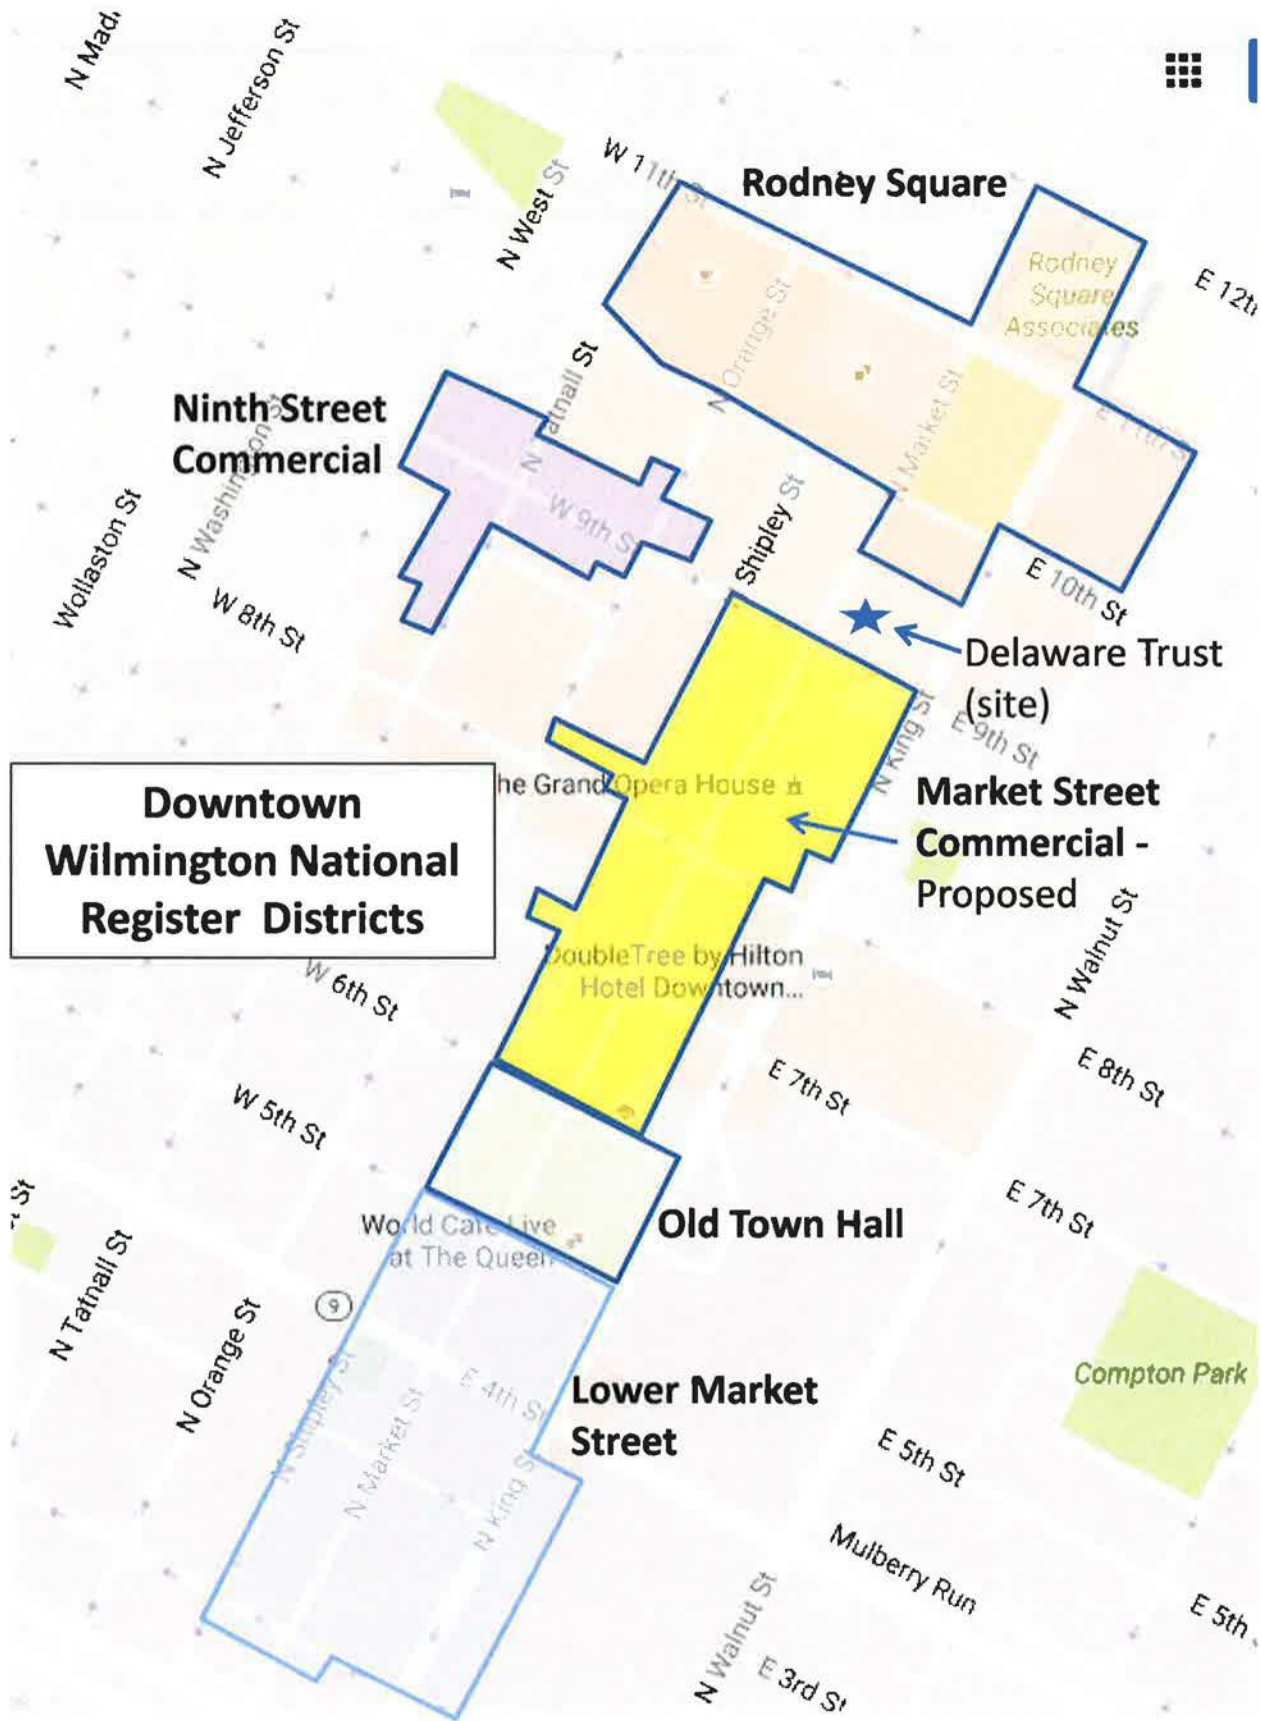 N Mad.
N Jefferson St
N West St
W 11th St
Rodney Square
Rodney
Square
Associates
E 12th
N Orange St
N Tatnall St
Ninth Street
Commercial
N Washington St
N Market St
E 11th S
W 9th St
Shipley St
Wollaston St
W 8th St
E 10th St
Delaware Trust
(site)
N King St
E 9th St
Downtown
Wilmington National
Register Districts
he Grand Opera House
Market Street
Commercial -
Proposed
DoubleTree by Hilton
Hotel Downtown...
N Walnut St
W 6th St
E 7th St
E 8th St
W 5th St
E 7th St
World Cafe Live
at The Queen
Old Town Hall
St
N Tatnall St
N Orange St
9
Compton Park
N Shipley St
N Market St
E 4th St
N King St
Lower Market
Street
E 5th St
Mulberry Run
E 5th
N Walnut St
E 3rd St